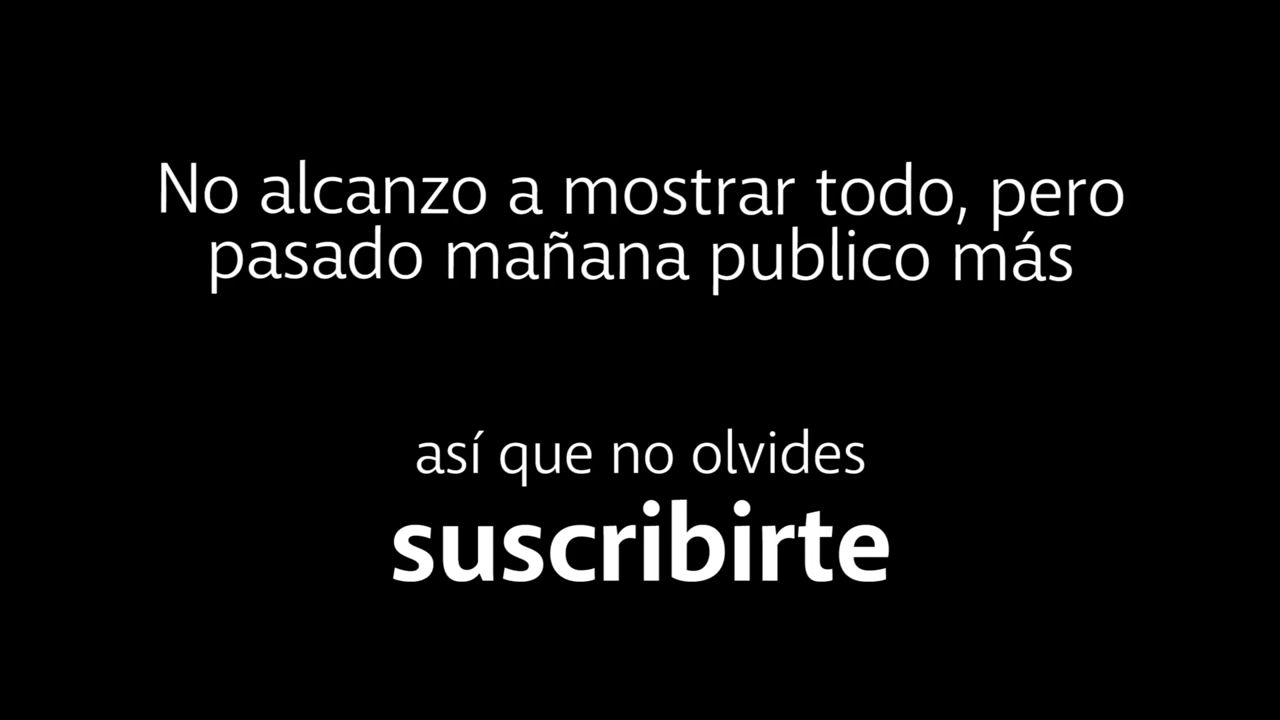 No alcanzo a mostrar todo, pero
pasado mañana publico más
así que no olvides
suscribirte